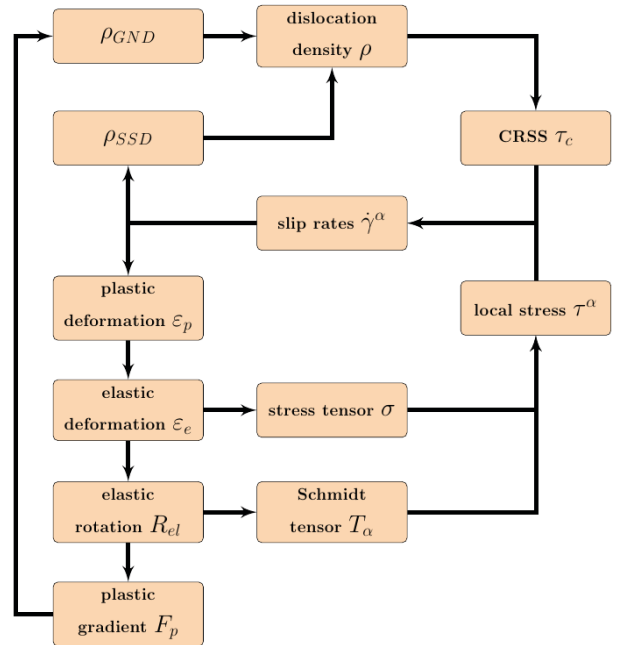 ρ_GND
dislocation
density ρ
ρ_SSD
CRSS τ_c
slip rates γ̇^α
plastic
deformation ε_p
local stress τ^α
elastic
deformation ε_e
stress tensor σ
elastic
rotation R_el
Schmidt
tensor T_α
plastic
gradient F_p